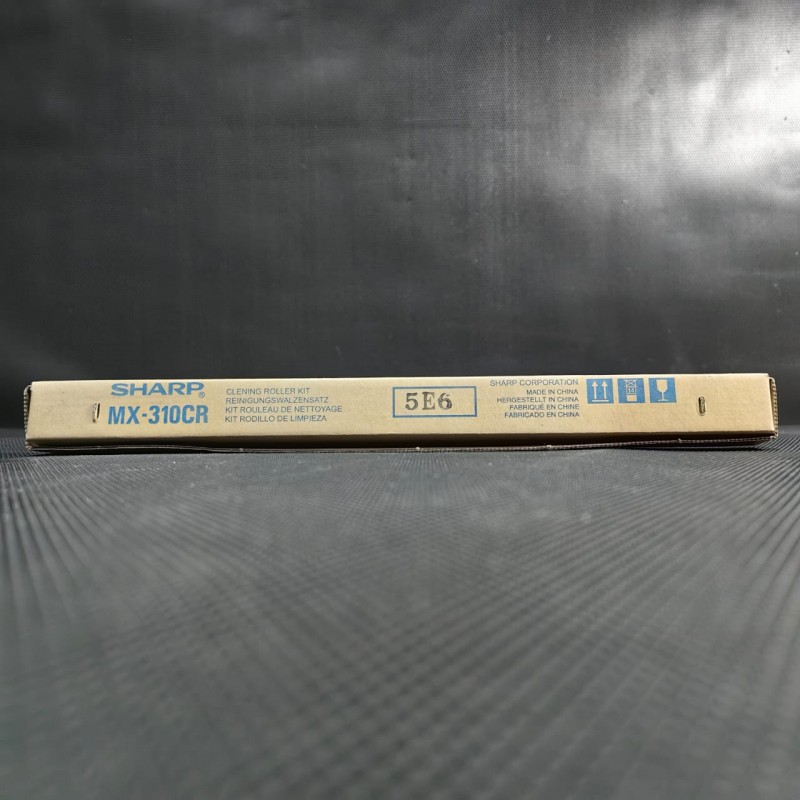 SHARP®
MX-310CR
CLENING ROLLER KIT
REINIGUNGSWALZENSATZ
KIT ROULEAU DE NETTOYAGE
KIT RODILLO DE LIMPIEZA
5E6
SHARP CORPORATION
MADE IN CHINA
HERGESTELLT IN CHINA
FABRIQUÉ EN CHINE
FABRICADO EN CHINA